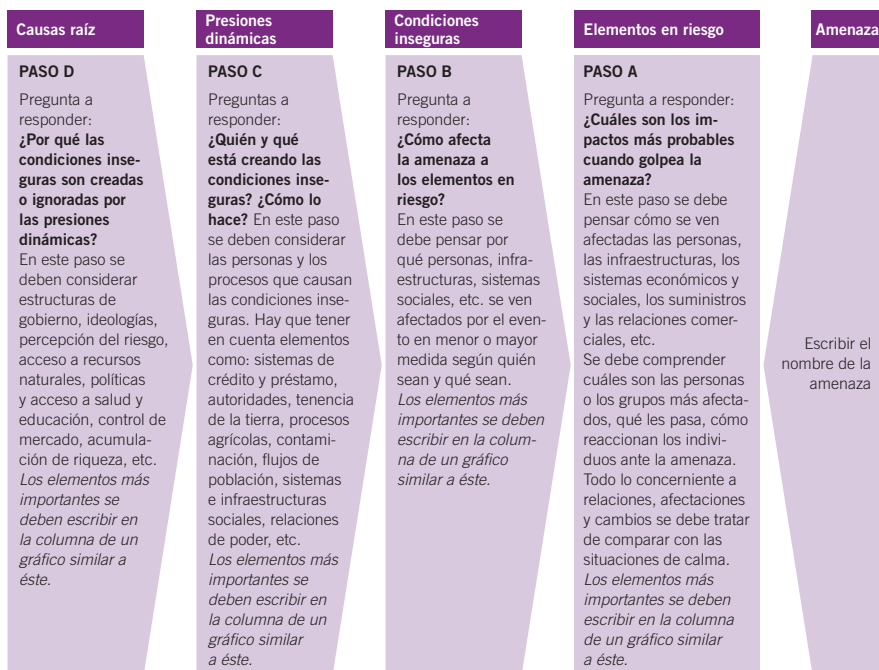 Causas raíz
PASO D
Pregunta a
responder:
¿Por qué las
condiciones inse-
guras son creadas
o ignoradas por
las presiones
dinámicas?
En este paso se
deben considerar
estructuras de
gobierno, ideologías,
percepción del riesgo,
acceso a recursos
naturales, políticas
y acceso a salud y
educación, control de
mercado, acumula-
ción de riqueza, etc.
Los elementos más
importantes se
deben escribir en
la columna de un
gráfico similar a
éste.
Presiones
dinámicas
PASO C
Preguntas a
responder:
¿Quién y qué
está creando las
condiciones inse-
guras? ¿Cómo lo
hace? En este paso
se deben considerar
las personas y los
procesos que causan
las condiciones inse-
guras. Hay que tener
en cuenta elementos
como: sistemas de
crédito y préstamo,
autoridades, tenencia
de la tierra, procesos
agrícolas, contami-
nación, flujos de
población, sistemas
e infraestructuras
sociales, relaciones
de poder, etc.
Los elementos más
importantes se
deben escribir en
la columna de un
gráfico similar
a éste.
Condiciones
inseguras
PASO B
Pregunta a
responder:
¿Cómo afecta
la amenaza a
los elementos en
riesgo?
En este paso se
debe pensar por
qué personas, infra-
estructuras, sistemas
sociales, etc. se ven
afectados por el even-
to en menor o mayor
medida según quién
sean y qué sean.
Los elementos más
importantes se deben
escribir en la colum-
na de un gráfico
similar a éste.
Elementos en riesgo
PASO A
Pregunta a responder:
¿Cuáles son los im-
pactos más probables
cuando golpea la
amenaza?
En este paso se debe
pensar cómo se ven
afectadas las personas,
las infraestructuras, los
sistemas económicos y
sociales, los suministros
y las relaciones comer-
ciales, etc.
Se debe comprender
cuáles son las personas
o los grupos más afecta-
dos, qué les pasa, cómo
reaccionan los indivi-
duos ante la amenaza.
Todo lo concerniente a
relaciones, afectaciones
y cambios se debe tratar
de comparar con las
situaciones de calma.
Los elementos más
importantes se deben
escribir en la columna
de un gráfico similar
a éste.
Amenaza
Escribir el
nombre de la
amenaza